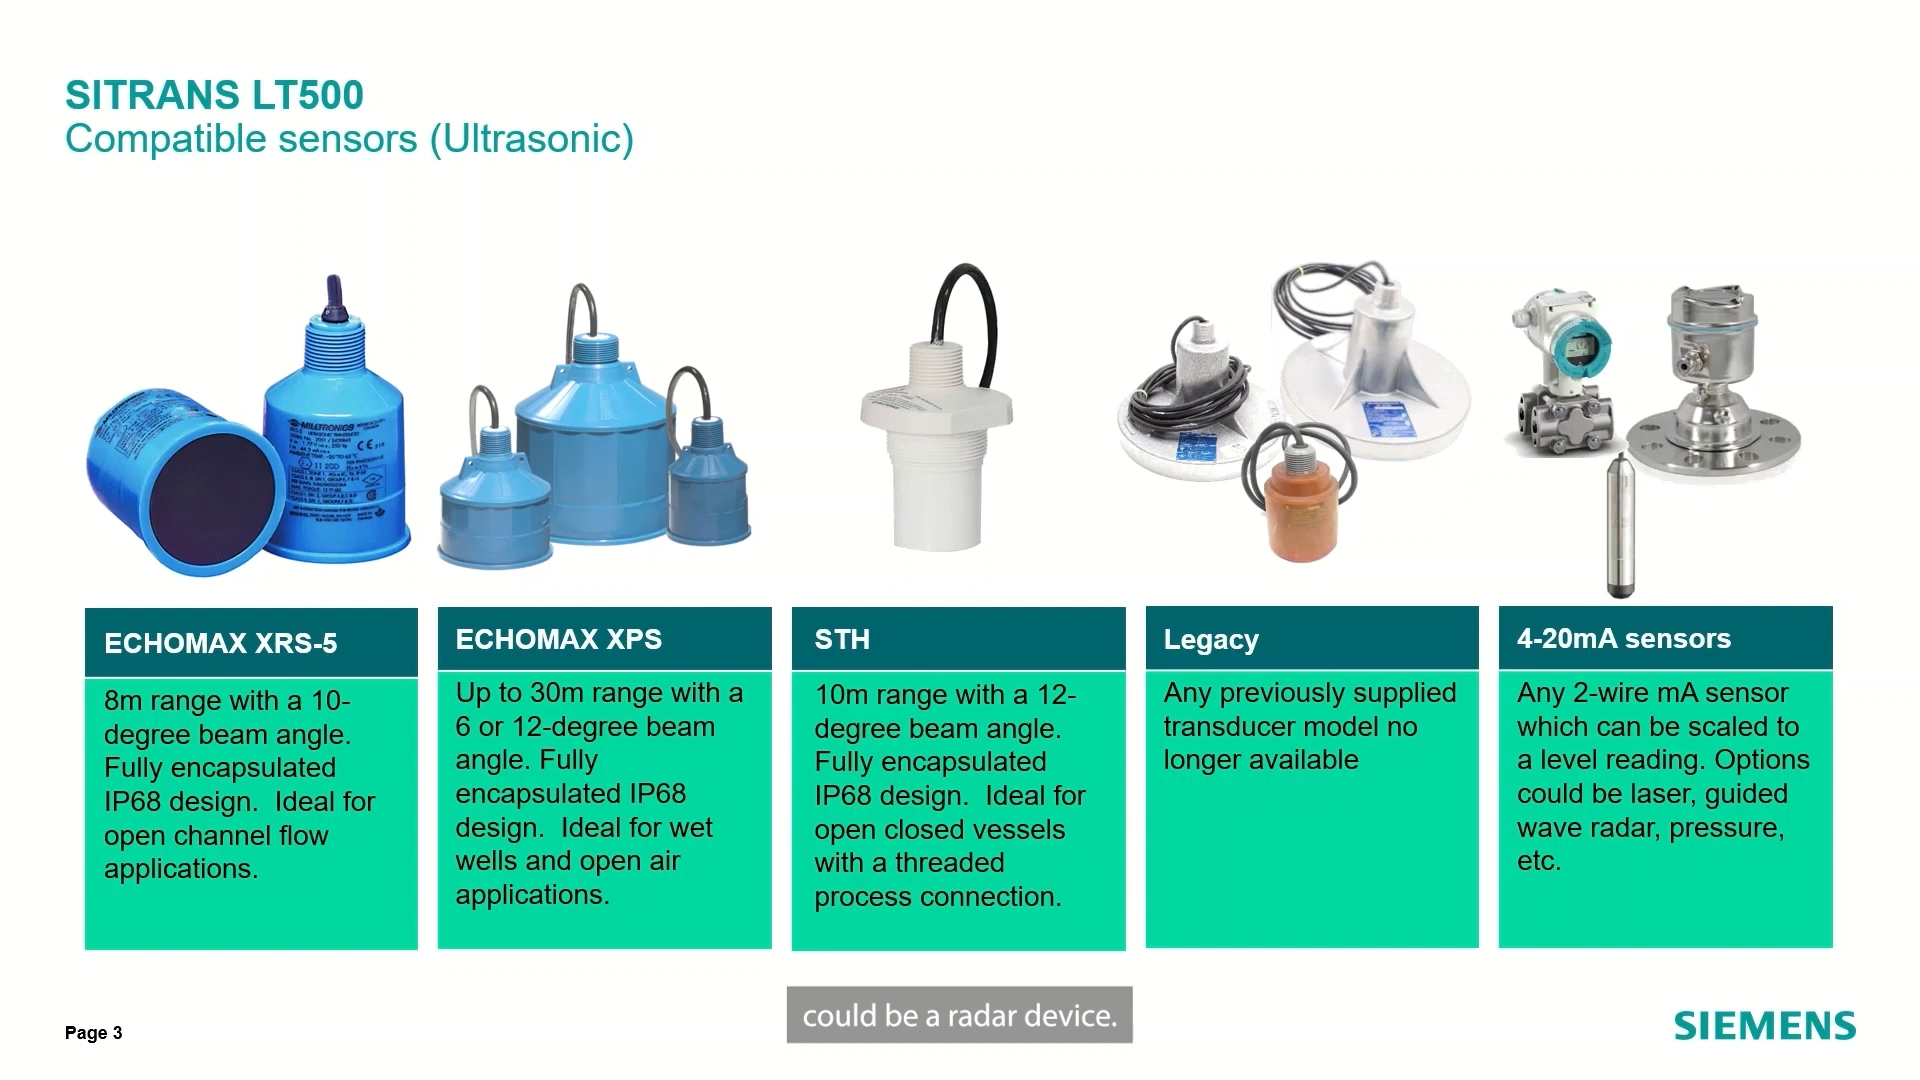 SITRANS LT500
Compatible sensors (Ultrasonic)
MILLTRONICS
ECHOMAX XRS-5
8m range with a 10-
degree beam angle.
Fully encapsulated
IP68 design.  Ideal for
open channel flow
applications.
ECHOMAX XPS
Up to 30m range with a
6 or 12-degree beam
angle. Fully
encapsulated IP68
design.  Ideal for wet
wells and open air
applications.
STH
10m range with a 12-
degree beam angle.
Fully encapsulated
IP68 design.  Ideal for
open closed vessels
with a threaded
process connection.
Legacy
Any previously supplied
transducer model no
longer available
4-20mA sensors
Any 2-wire mA sensor
which can be scaled to
a level reading. Options
could be laser, guided
wave radar, pressure,
etc.
could be a radar device.
Page 3
SIEMENS